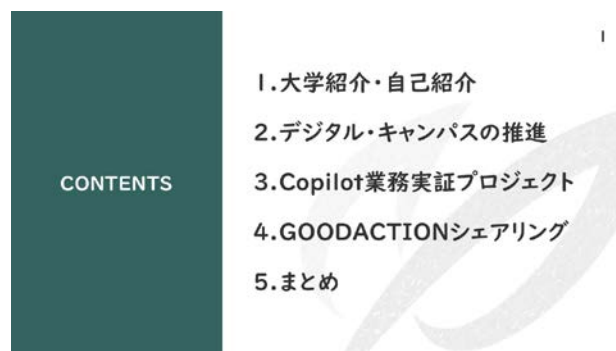 1
CONTENTS
1.大学紹介・自己紹介
2.デジタル・キャンパスの推進
3.Copilot業務実証プロジェクト
4.GOODACTIONシェアリング
5.まとめ